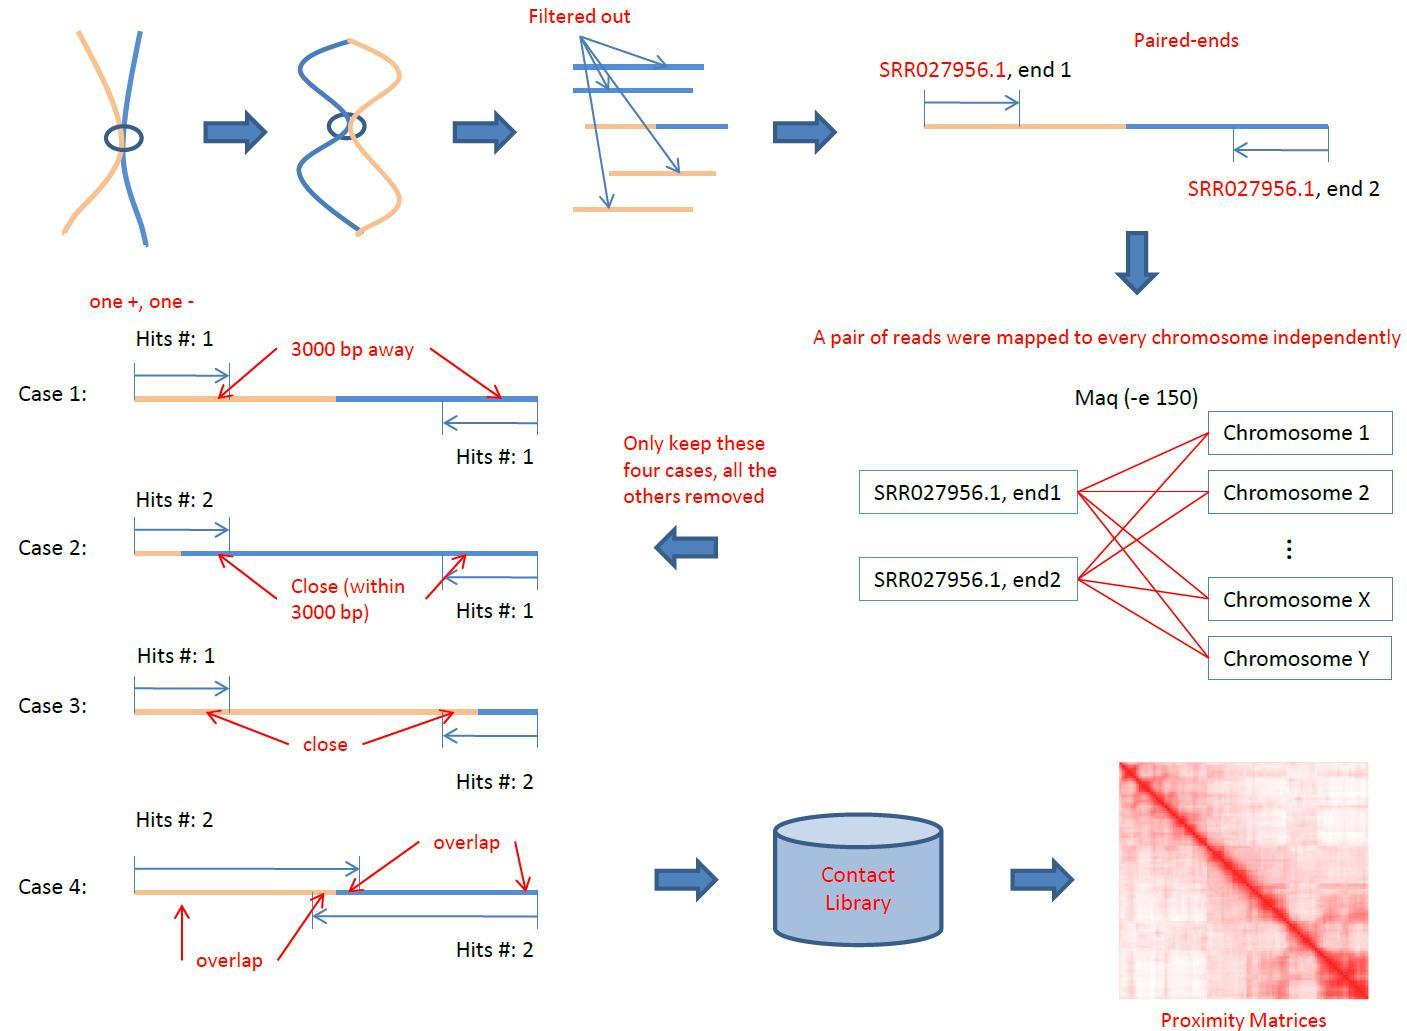 Filtered out
Paired-ends
SRR027956.1, end 1
SRR027956.1, end 2
A pair of reads were mapped to every chromosome independently
Maq (-e 150)
SRR027956.1, end1
SRR027956.1, end2
Chromosome 1
Chromosome 2
⋮
Chromosome X
Chromosome Y
Only keep these
four cases, all the
others removed
one +, one -
Hits #: 1
3000 bp away
Case 1:
Hits #: 1
Hits #: 2
Case 2:
Close (within
3000 bp)
Hits #: 1
Hits #: 1
Case 3:
close
Hits #: 2
Hits #: 2
overlap
Case 4:
overlap
Hits #: 2
Contact
Library
Proximity Matrices